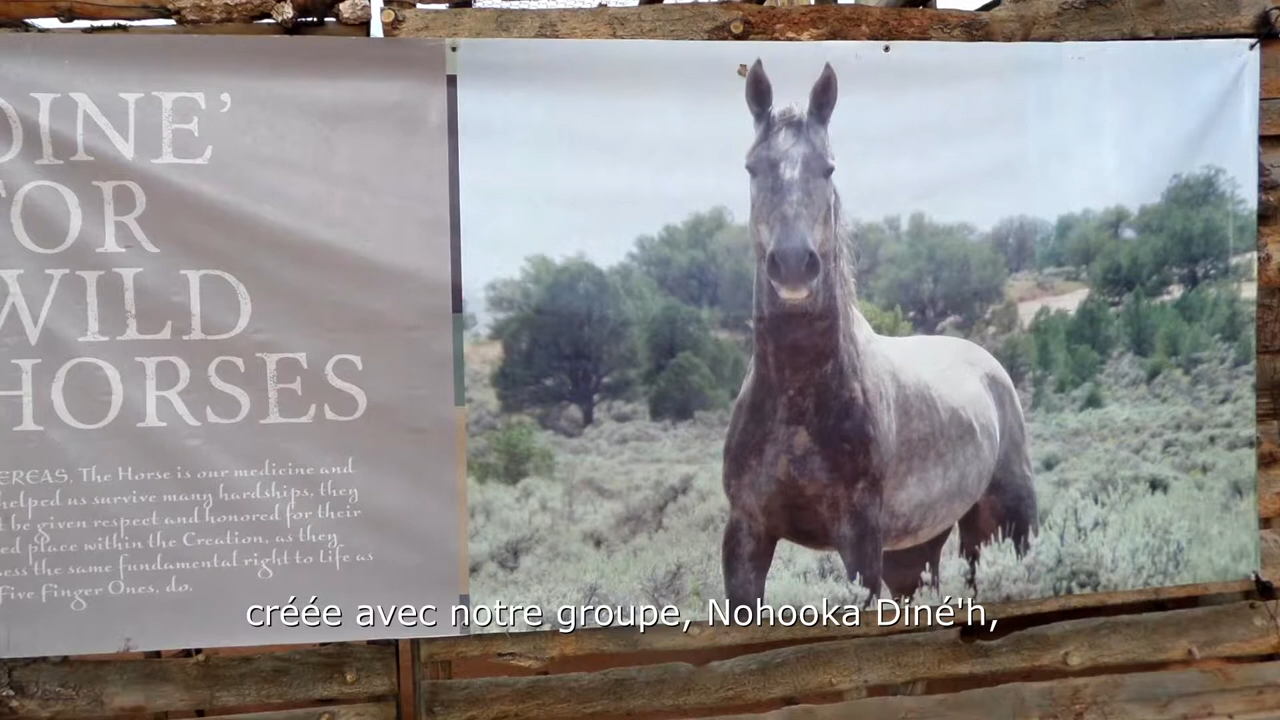 DINE'
FOR
WILD
HORSES
The Horse is our medicine and
helped us survive many hardships, they
be given respect and honored for their
place within the Creation, as they
the same fundamental right to Life as
Five Finger Ones, do.
créée avec notre groupe, Nohooka Diné'h,